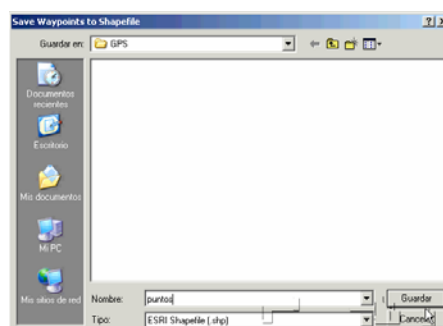 Save Waypoints to Shapefile
Guardar en: GPS
Documentos
recientes
Escritorio
Mis documentos
Mi PC
Mis sitios de red
Nombre: puntos
Guardar
Tipo: ESRI Shapefile (.shp)
Cancelar